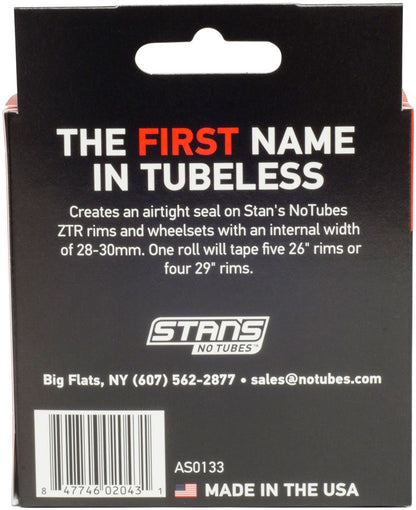 THE FIRST NAME
IN TUBELESS
Creates an airtight seal on Stan's NoTubes
ZTR rims and wheelsets with an internal width
of 28-30mm. One roll will tape five 26" rims or
four 29" rims.
STAN'S
NO TUBES™
Big Flats, NY (607) 562-2877 • sales@notubes.com
AS0133
8 47746 02043 1
MADE IN THE USA